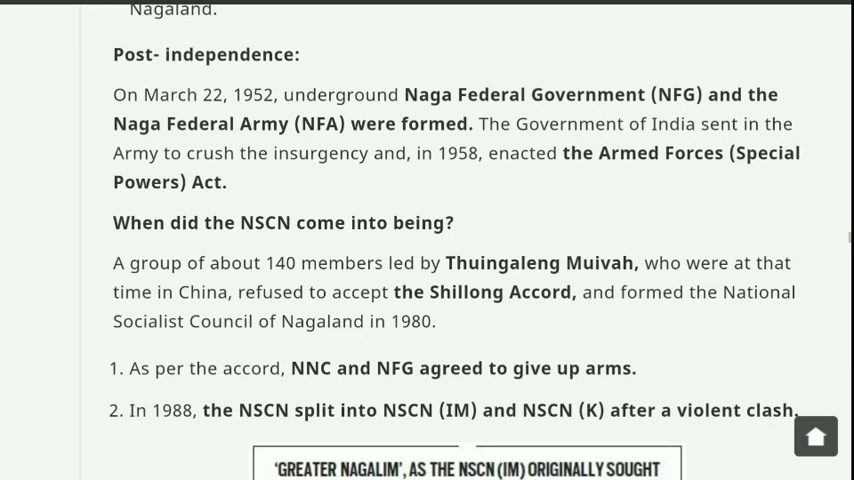 Nagaland.
Post- independence:
On March 22, 1952, underground Naga Federal Government (NFG) and the
Naga Federal Army (NFA) were formed. The Government of India sent in the
Army to crush the insurgency and, in 1958, enacted the Armed Forces (Special
Powers) Act.
When did the NSCN come into being?
A group of about 140 members led by Thuingaleng Muivah, who were at that
time in China, refused to accept the Shillong Accord, and formed the National
Socialist Council of Nagaland in 1980.
1. As per the accord, NNC and NFG agreed to give up arms.
2. In 1988, the NSCN split into NSCN (IM) and NSCN (K) after a violent clash.
'GREATER NAGALIM', AS THE NSCN (IM) ORIGINALLY SOUGHT